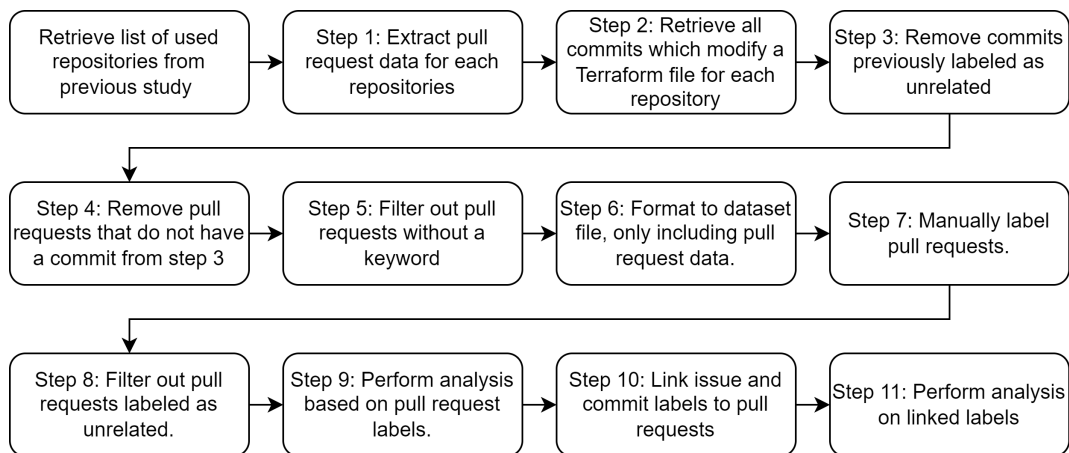 Retrieve list of used
repositories from
previous study
Step 1: Extract pull
request data for each
repositories
Step 2: Retrieve all
commits which modify a
Terraform file for each
repository
Step 3: Remove commits
previously labeled as
unrelated
Step 4: Remove pull
requests that do not have
a commit from step 3
Step 5: Filter out pull
requests without a
keyword
Step 6: Format to dataset
file, only including pull
request data.
Step 7: Manually label
pull requests.
Step 8: Filter out pull
requests labeled as
unrelated.
Step 9: Perform analysis
based on pull request
labels.
Step 10: Link issue and
commit labels to pull
requests
Step 11: Perform analysis
on linked labels